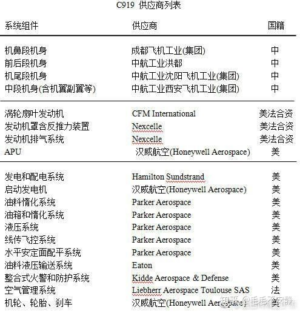 C919 供应商列表
系统组件 供应商 国籍
机鼻段机身 成都飞机工业(集团) 中
前后段机身 中航工业洪都 中
机尾段机身 中航工业沈阳飞机工业(集团) 中
中段机身(含机翼副翼等) 中航工业西安飞机工业(集团) 中
涡轮扇叶发动机 CFM International 美法合资
发动机罩含反推力装置 Nexcelle 美法合资
发动机排气系统 Nexcelle 美法合资
APU 汉威航空(Honeywell Aerospace) 美
发电和配电系统 Hamilton Sundstrand 美
启动发电机 汉威航空(Honeywell Aerospace) 美
油料惰化系统 Parker Aerospace 美
油箱和惰化系统 Parker Aerospace 美
液压系统 Parker Aerospace 美
线传飞控系统 Parker Aerospace 美
水平安定面配平系统 Parker Aerospace 美
油料液压输送系统 Eaton 美
整合式火警和防护系统 Kidde Aerospace & Defense 美
空气管理系统 Liebherr Aerospace Toulouse SAS 法
机轮、轮胎、刹车 汉威航空(Honeywell Aerospace) 美